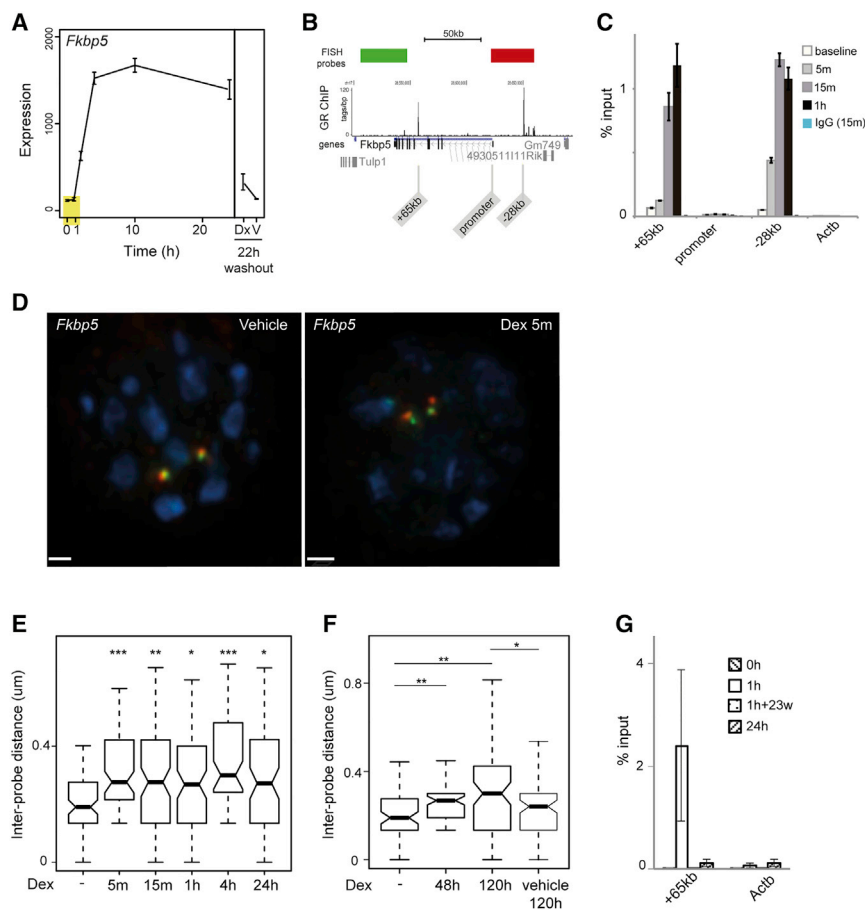 A
Fkbp5
2000
1000
0
Expression
0 1 10 20 Dx V
Time (h)
22h
washout
B
50kb
FISH
probes
GR ChIP
tags/bp
120
0
genes
Fkbp5
Tulp1
Gm749
4930511I11Rik
+65kb
promoter
-28kb
C
baseline
5m
15m
1h
IgG (15m)
% input
1
0
+65kb
promoter
-28kb
Actb
D
Fkbp5 Vehicle
Fkbp5 Dex 5m
E
Inter-probe distance (um)
*** ** * *** *
0.4
0
Dex - 5m 15m 1h 4h 24h
F
Inter-probe distance (um)
0.8
0.4
0
** *
**
Dex - 48h 120h vehicle
120h
G
0h
1h
1h+23w
24h
% input
4
2
0
+65kb
Actb